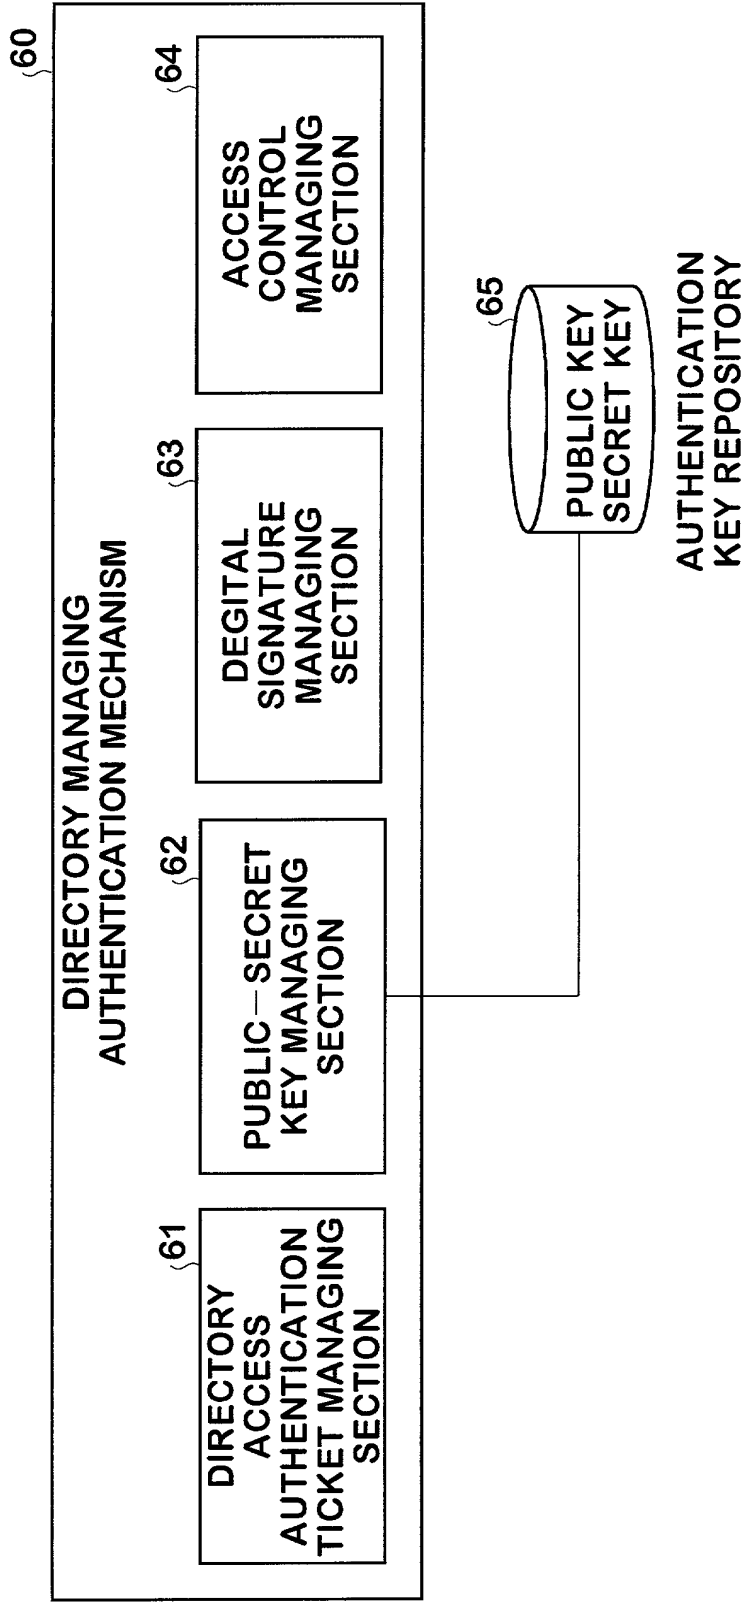 60
DIRECTORY MANAGING
AUTHENTICATION MECHANISM
61
DIRECTORY
ACCESS
AUTHENTICATION
TICKET MANAGING
SECTION
62
PUBLIC—SECRET
KEY MANAGING
SECTION
63
DEGITAL
SIGNATURE
MANAGING
SECTION
64
ACCESS
CONTROL
MANAGING
SECTION
65
PUBLIC KEY
SECRET KEY
AUTHENTICATION
KEY REPOSITORY